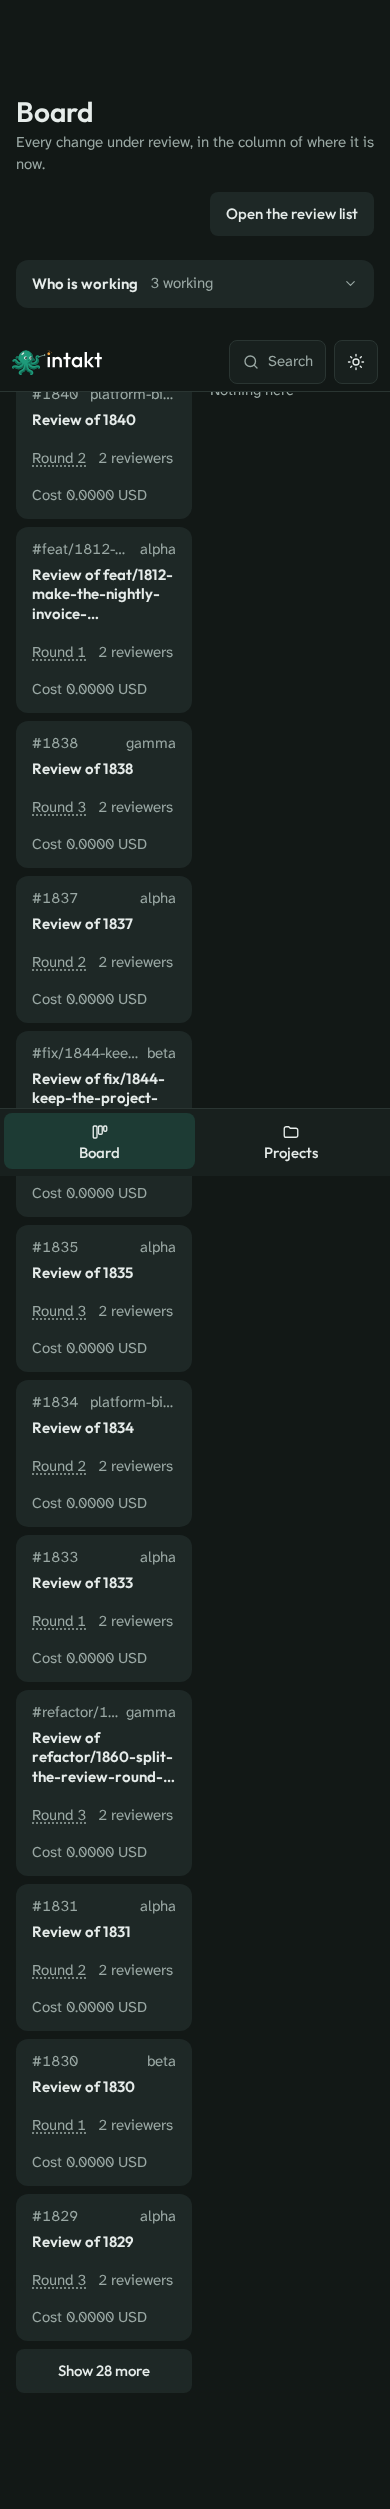 Board
Every change under review, in the column of where it is
now.
Open the review list
Who is working 3 working
intakt
Search
#1840 platform-bi...
Nothing here
Review of 1840
Round 2 2 reviewers
Cost 0.0000 USD
#feat/1812-... alpha
Review of feat/1812-
make-the-nightly-
invoice-...
Round 1 2 reviewers
Cost 0.0000 USD
#1838 gamma
Review of 1838
Round 3 2 reviewers
Cost 0.0000 USD
#1837 alpha
Review of 1837
Round 2 2 reviewers
Cost 0.0000 USD
#fix/1844-kee... beta
Review of fix/1844-
keep-the-project-
Board
Projects
Cost 0.0000 USD
#1835 alpha
Review of 1835
Round 3 2 reviewers
Cost 0.0000 USD
#1834 platform-bi...
Review of 1834
Round 2 2 reviewers
Cost 0.0000 USD
#1833 alpha
Review of 1833
Round 1 2 reviewers
Cost 0.0000 USD
#refactor/1... gamma
Review of
refactor/1860-split-
the-review-round-...
Round 3 2 reviewers
Cost 0.0000 USD
#1831 alpha
Review of 1831
Round 2 2 reviewers
Cost 0.0000 USD
#1830 beta
Review of 1830
Round 1 2 reviewers
Cost 0.0000 USD
#1829 alpha
Review of 1829
Round 3 2 reviewers
Cost 0.0000 USD
Show 28 more